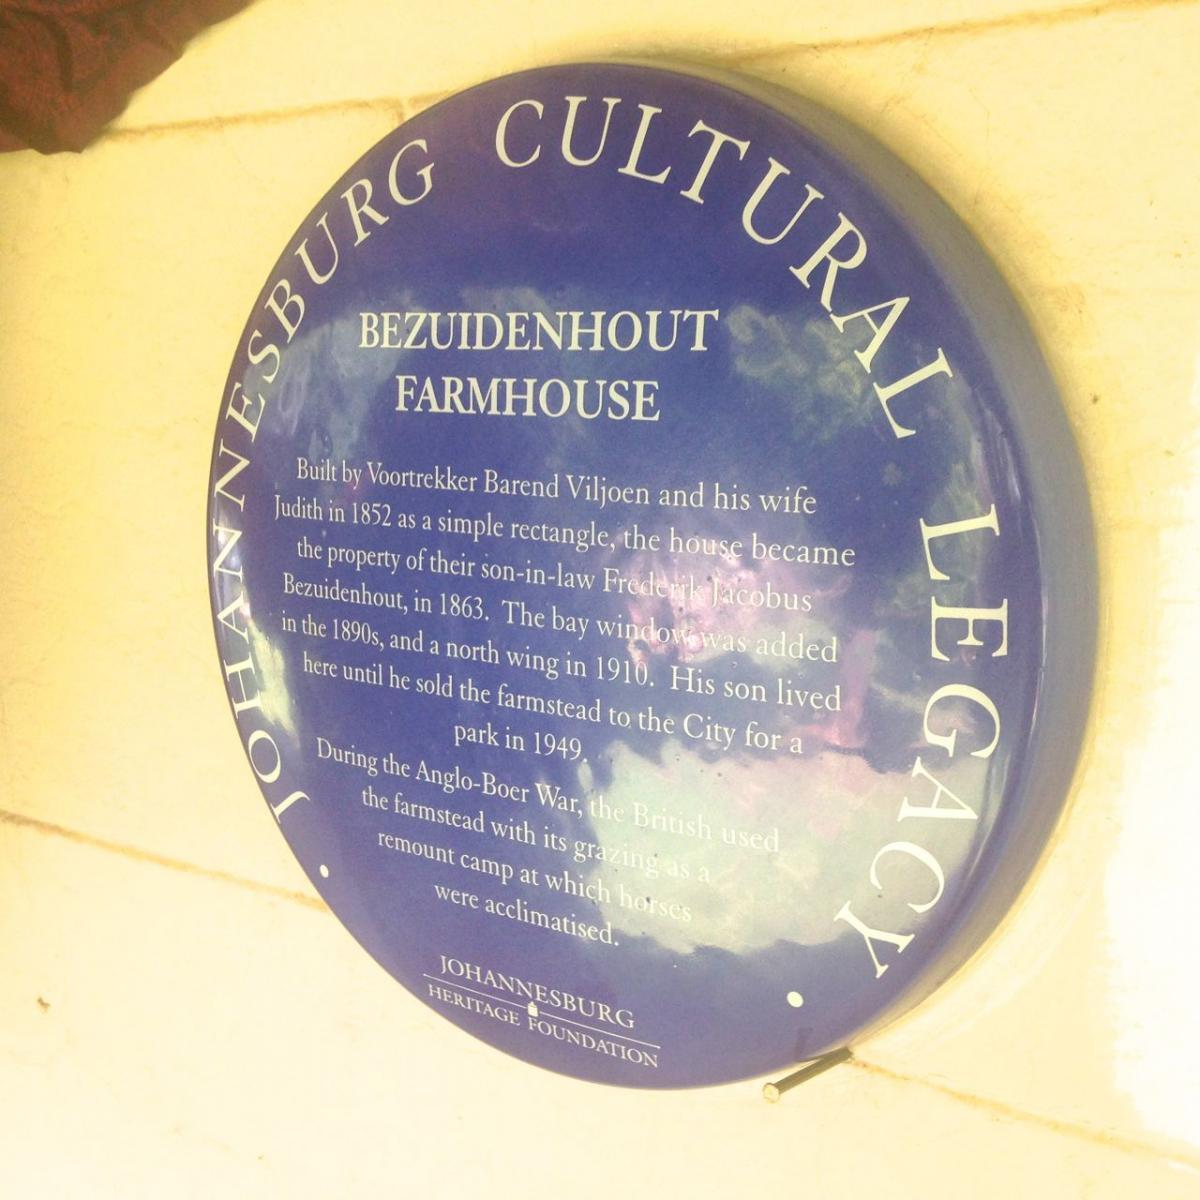 JOHANNESBURG CULTURAL LEGACY
BEZUIDENHOUT
FARMHOUSE
Built by Voortrekker Barend Viljoen and his wife
Judith in 1852 as a simple rectangle, the house became
the property of their son-in-law Frederik Jacobus
Bezuidenhout, in 1863. The bay window was added
in the 1890s, and a north wing in 1910. His son lived
here until he sold the farmstead to the City for a
park in 1949.
During the Anglo-Boer War, the British used
the farmstead with its grazing as a
remount camp at which horses
were acclimatised.
JOHANNESBURG
HERITAGE FOUNDATION